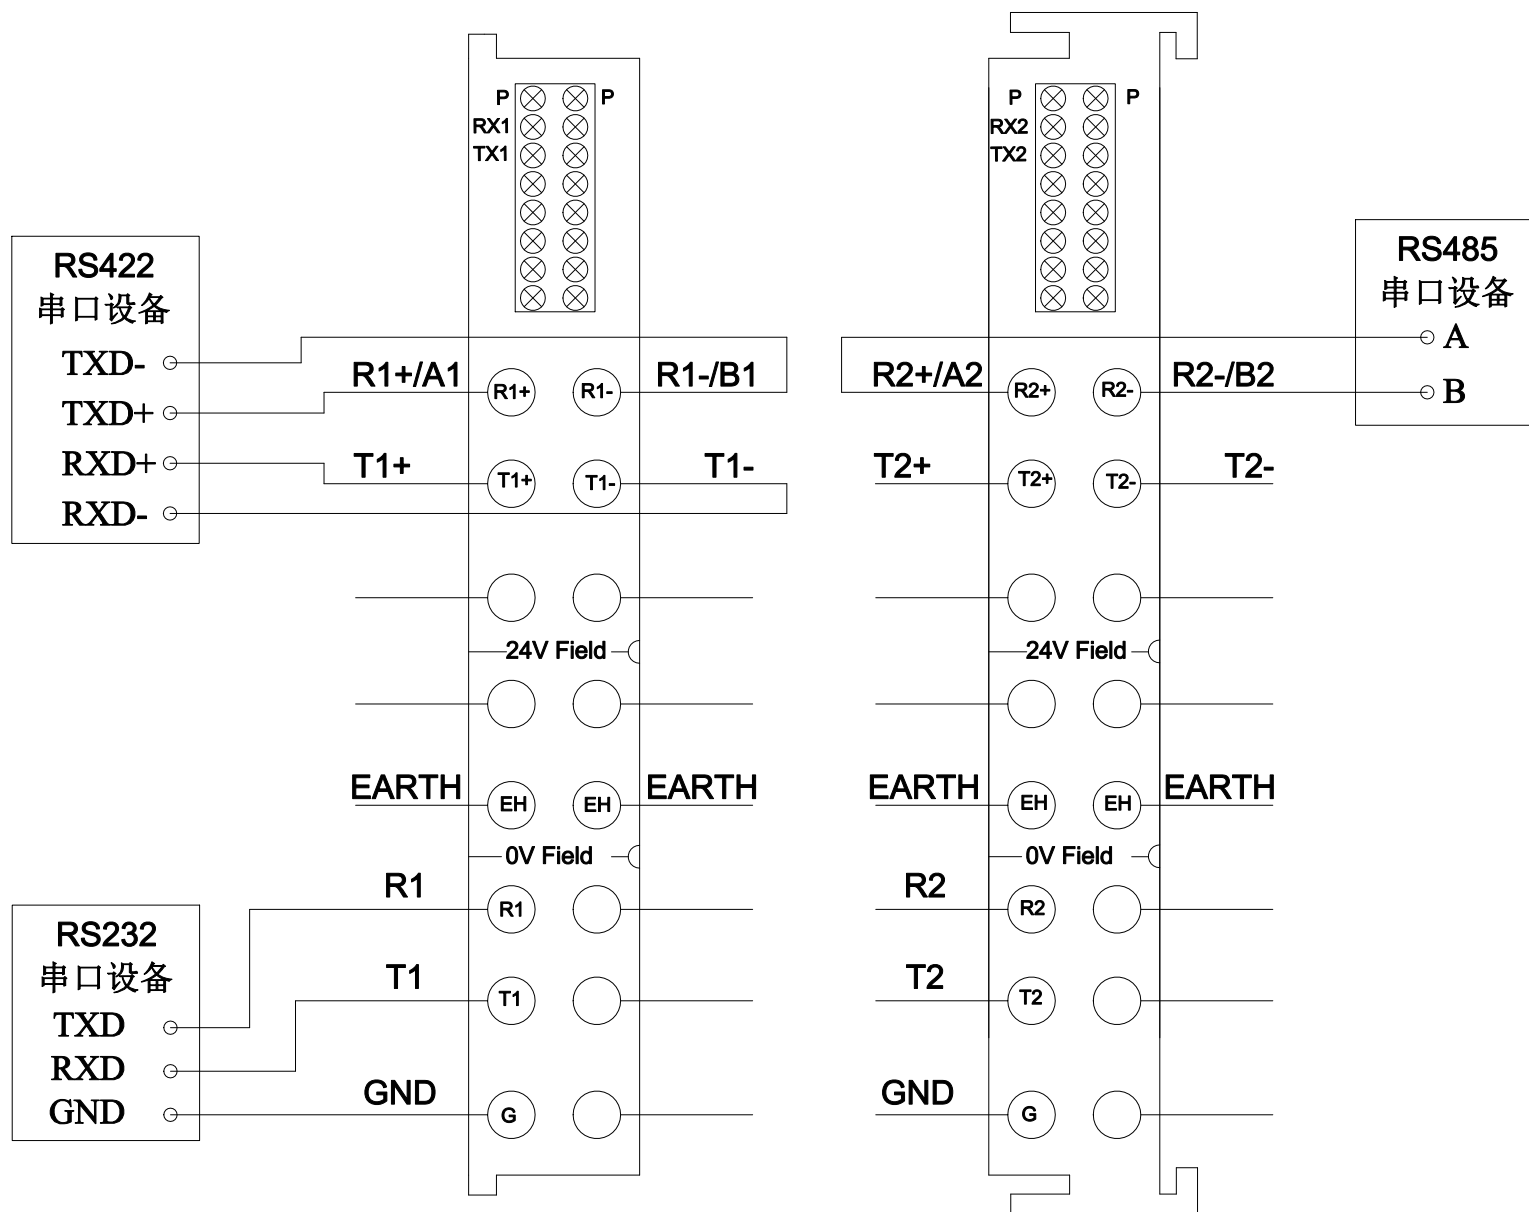 P
P
RX1
TX1
P
P
RX2
TX2
RS422
串口设备
TXD-
TXD+
RXD+
RXD-
R1+/A1
R1+
R1-
R1-/B1
T1+
T1+
T1-
T1-
24V Field
EARTH
EH
EH
EARTH
0V Field
R1
R1
T1
T1
GND
G
RS232
串口设备
TXD
RXD
GND
R2+/A2
R2+
R2-
R2-/B2
T2+
T2+
T2-
T2-
24V Field
EARTH
EH
EH
EARTH
0V Field
R2
R2
T2
T2
GND
G
RS485
串口设备
A
B